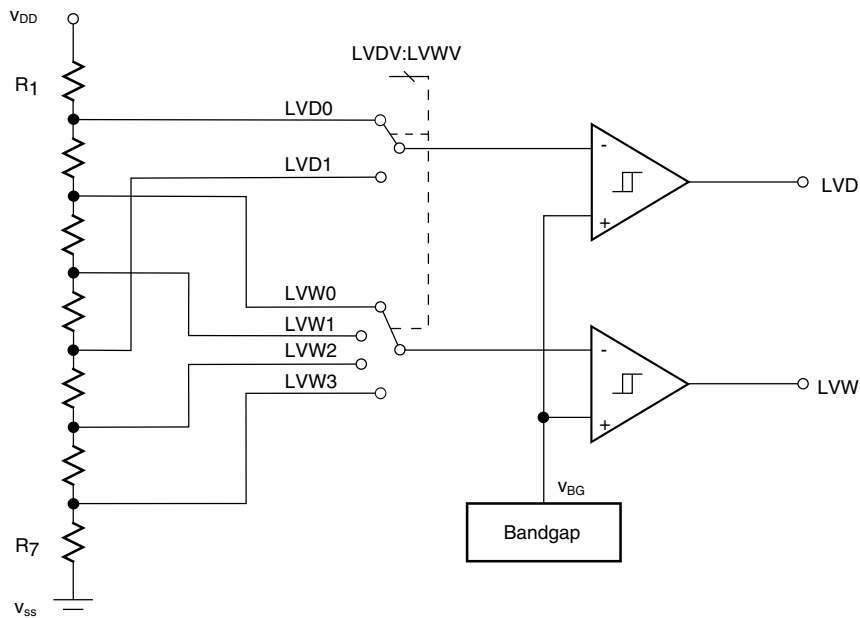 VDD
LVDV:LVWV
R1
LVD0
-
LVD1
LVD
+
LVW0
LVW1
-
LVW2
LVW3
LVW
+
VBG
Bandgap
R7
Vss